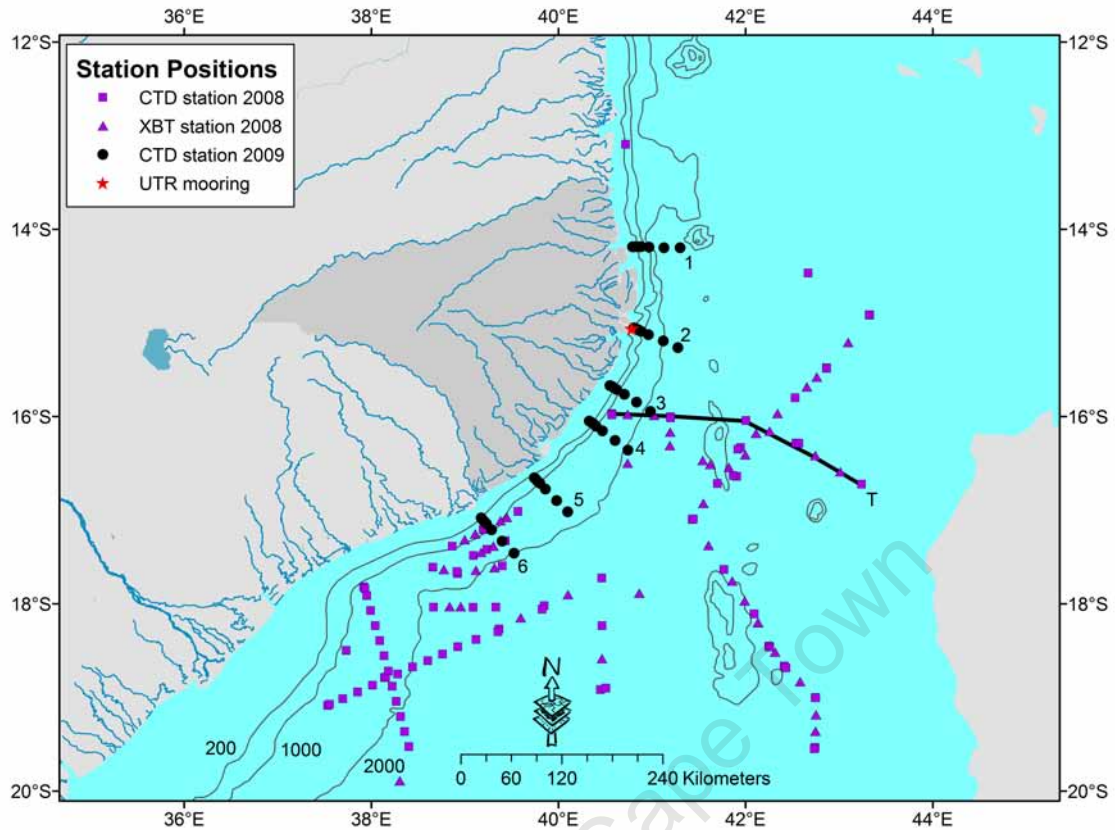 36°E 38°E 40°E 42°E 44°E
12°S 12°S
Station Positions
CTD station 2008
XBT station 2008
CTD station 2009
UTR mooring
14°S 14°S
1
2
16°S 16°S
3
4
T
5
6
18°S 18°S
N
200 1000 2000
0 60 120 240 Kilometers
20°S 20°S
36°E 38°E 40°E 42°E 44°E
Cape Town